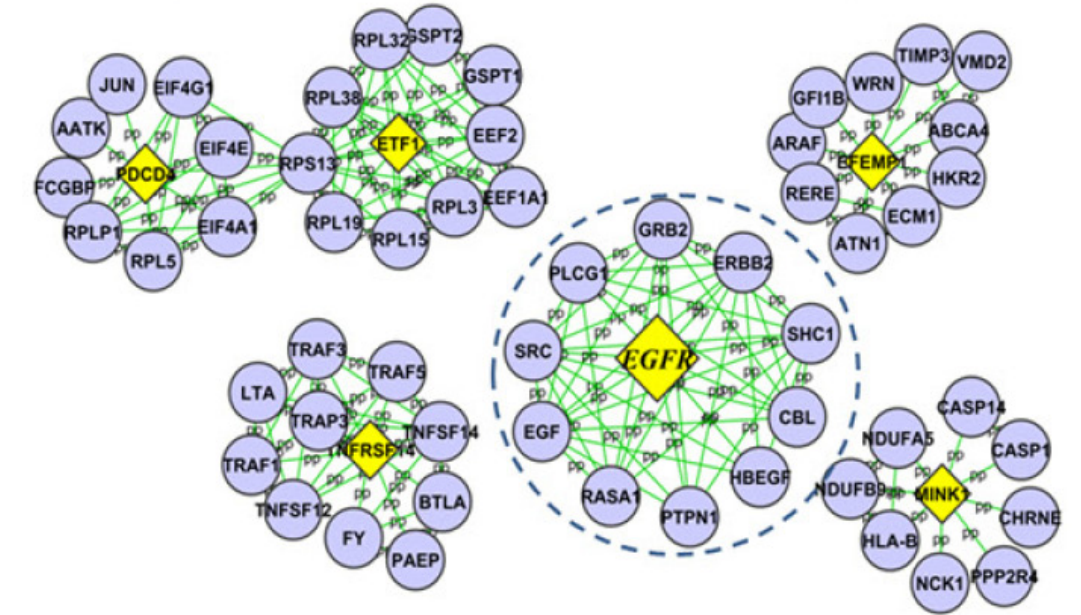 RPL32
GSPT2
GSPT1
RPL38
EEF2
ETF1
RPS13
EEF1A1
RPL3
RPL19
RPL15
JUN
EIF4G1
AATK
EIF4E
PDCD4
FCGBP
RPLP1
EIF4A1
RPL5
TIMP3
VMD2
WRN
GFI1B
ABCA4
ARAF
EFEMP1
HKR2
RERE
ECM1
ATN1
GRB2
ERBB2
PLCG1
SHC1
SRC
EGFR
CBL
EGF
HBEGF
RASA1
PTPN1
TRAF3
TRAF5
LTA
TRAP3
TNFSF14
TNFRSF14
TRAF1
TNFSF12
BTLA
FY
PAEP
CASP14
NDUFA5
CASP1
NDUFB9
MINK1
CHRNE
HLA-B
NCK1
PPP2R4
pp